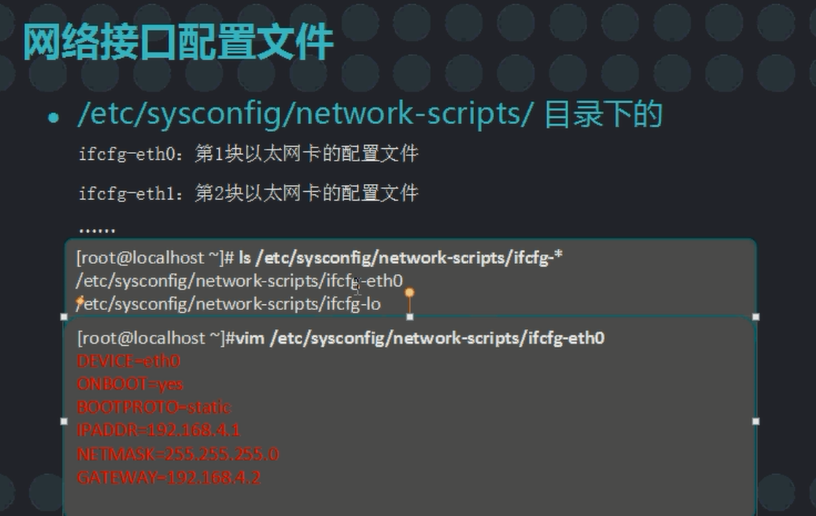 网络接口配置文件
• /etc/sysconfig/network-scripts/ 目录下的
ifcfg-eth0：第1块以太网卡的配置文件
ifcfg-eth1：第2块以太网卡的配置文件
……
[root@localhost ~]# ls /etc/sysconfig/network-scripts/ifcfg-*
/etc/sysconfig/network-scripts/ifcfg-eth0
/etc/sysconfig/network-scripts/ifcfg-lo
[root@localhost ~]#vim /etc/sysconfig/network-scripts/ifcfg-eth0
DEVICE=eth0
ONBOOT=yes
BOOTPROTO=static
IPADDR=192.168.4.1
NETMASK=255.255.255.0
GATEWAY=192.168.4.2